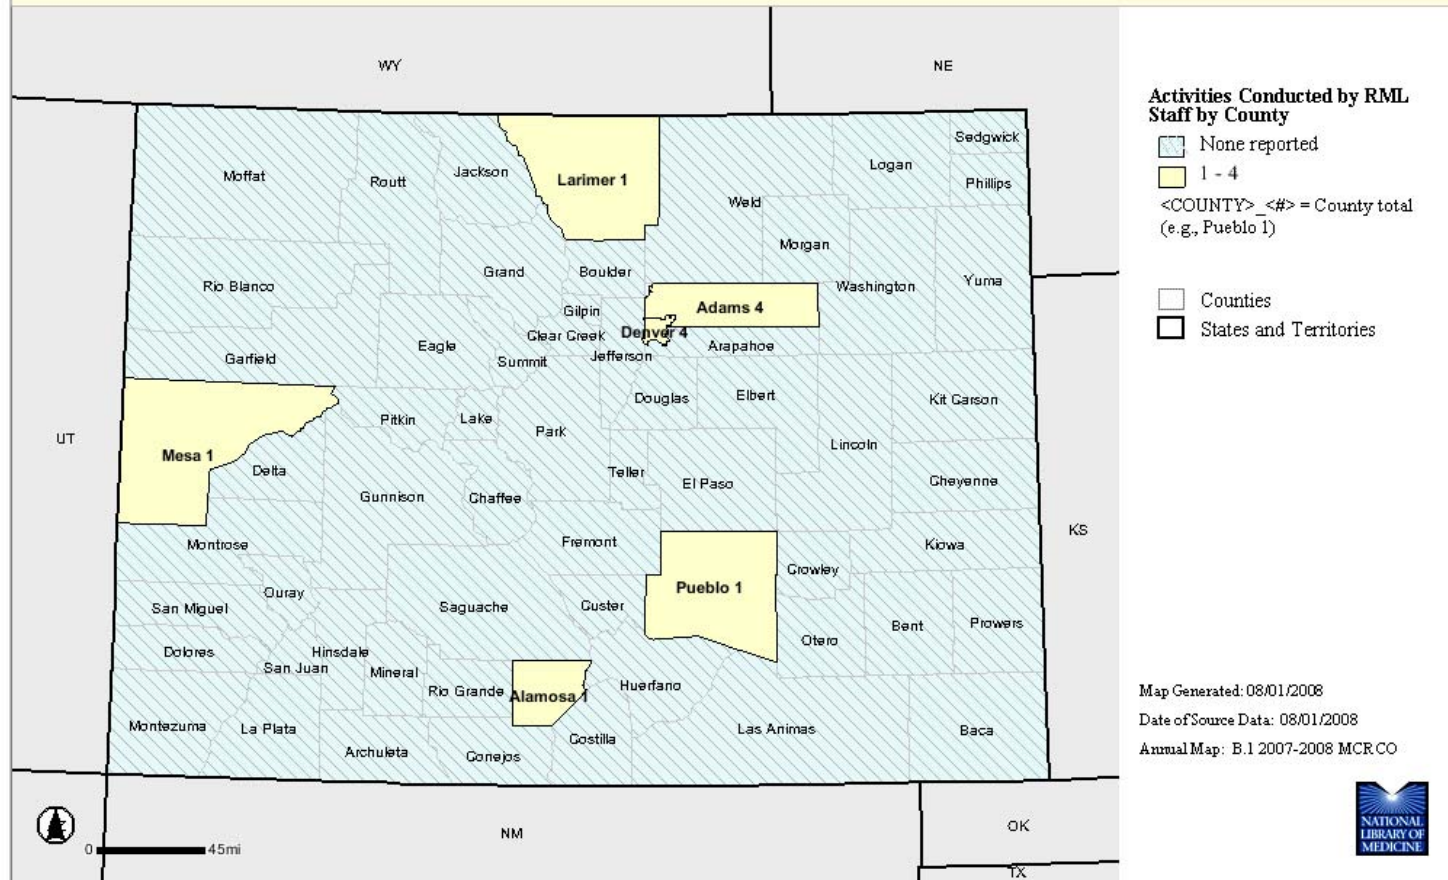 WY
NE
Activities Conducted by RML
Staff by County
None reported
1 - 4
<COUNTY>_<#> = County total
(e.g., Pueblo 1)
Counties
States and Territories
Sedgwick
Logan
Moffat
Routt
Jackson
Larimer 1
Phillips
Weld
Morgan
Grand
Boulder
Rio Blanco
Washington
Yuma
Gilpin
Adams 4
Clear Creek
Denver 4
Eagle
Arapahoe
Garfield
Summit
Jefferson
Douglas
Elbert
Kit Carson
Pitkin
Lake
Park
UT
Lincoln
Mesa 1
Delta
Teller
El Paso
Cheyenne
Gunnison
Chaffee
KS
Montrose
Fremont
Kiowa
Crowley
Pueblo 1
Ouray
San Miguel
Saguache
Custer
Bent
Prowers
Otero
Dolores
Hinsdale
San Juan
Mineral
Rio Grande
Alamosa 1
Huerfano
Montezuma
La Plata
Las Animas
Baca
Costilla
Archuleta
Conejos
Map Generated: 08/01/2008
Date of Source Data: 08/01/2008
Annual Map: B.1 2007-2008 MCR CO
NATIONAL
LIBRARY OF
MEDICINE
NM
OK
TX
0 45mi